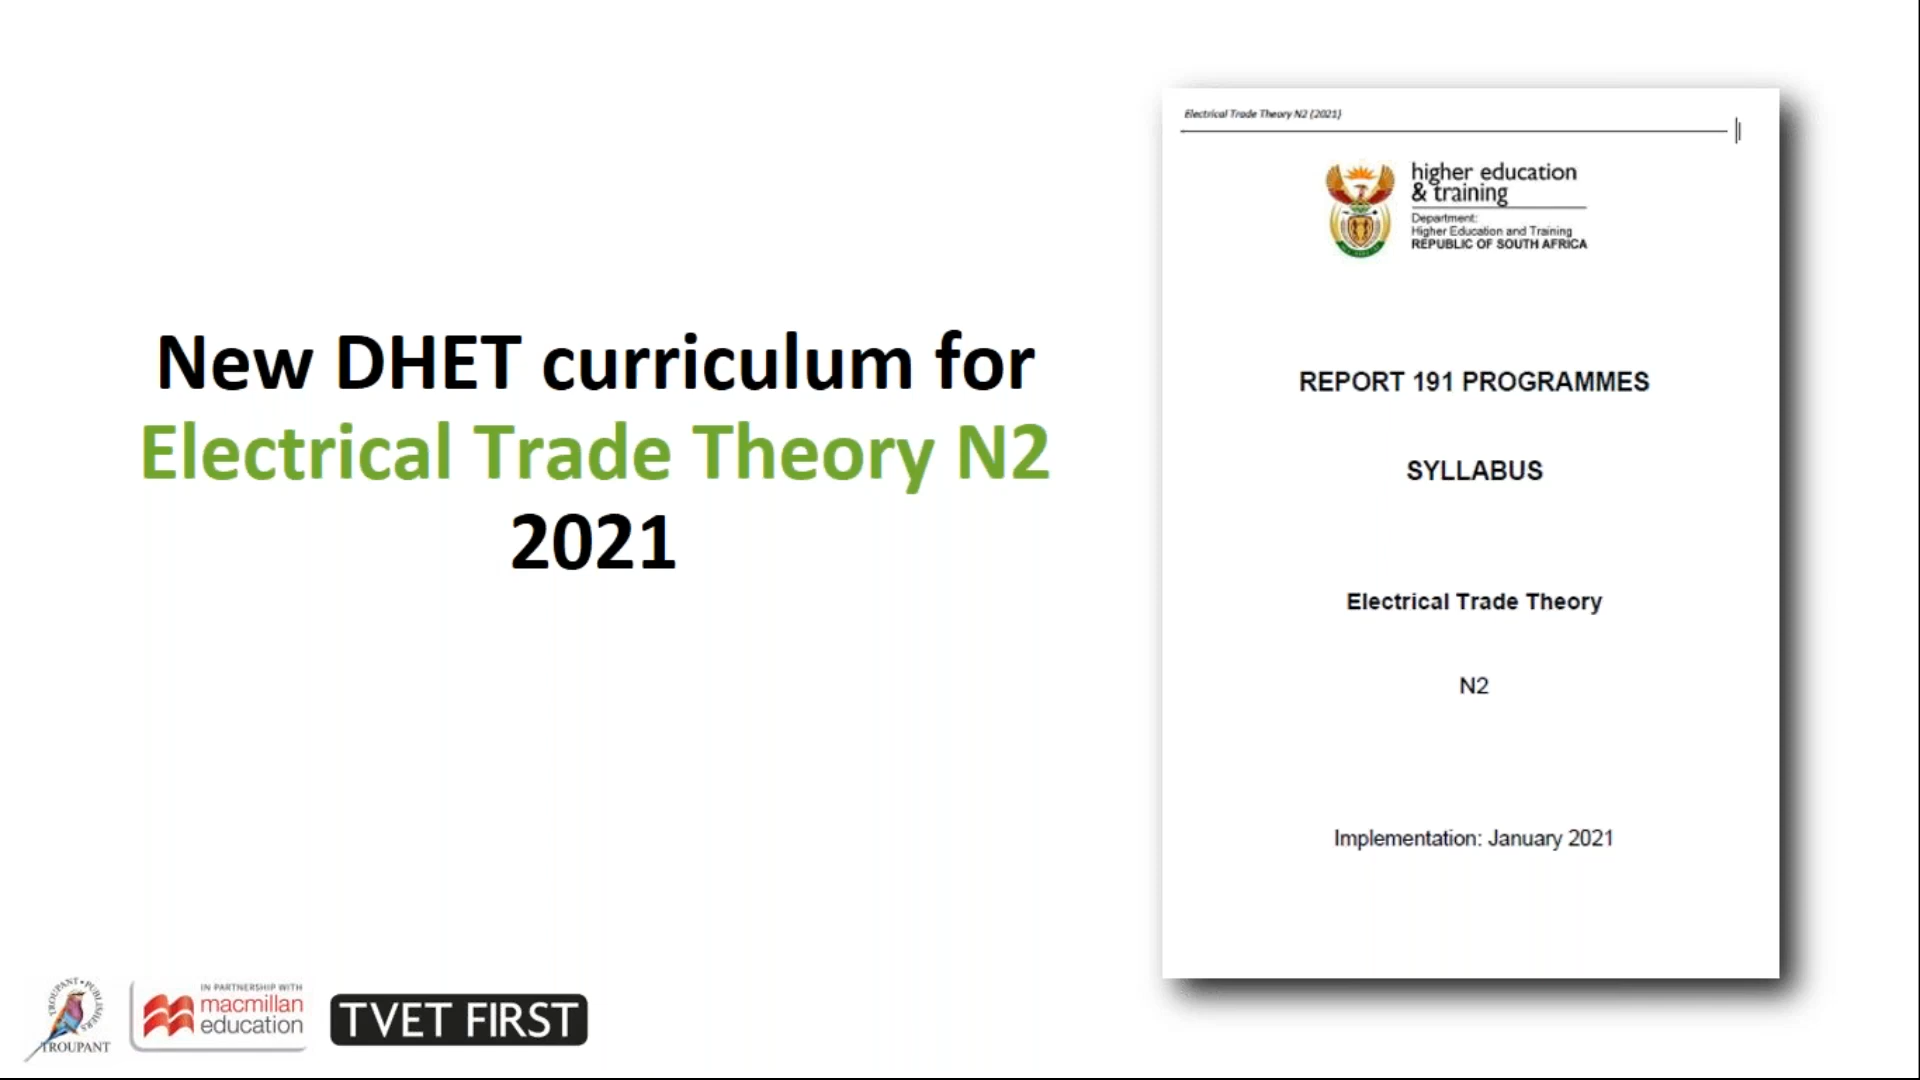 New DHET curriculum for
Electrical Trade Theory N2
2021
Electrical Trade Theory N2 (2021)
higher education
& training
Department:
Higher Education and Training
REPUBLIC OF SOUTH AFRICA
REPORT 191 PROGRAMMES
SYLLABUS
Electrical Trade Theory
N2
Implementation: January 2021
TROUPANT • PUBLISHERS
TROUPANT
IN PARTNERSHIP WITH
macmillan
education
TVET FIRST